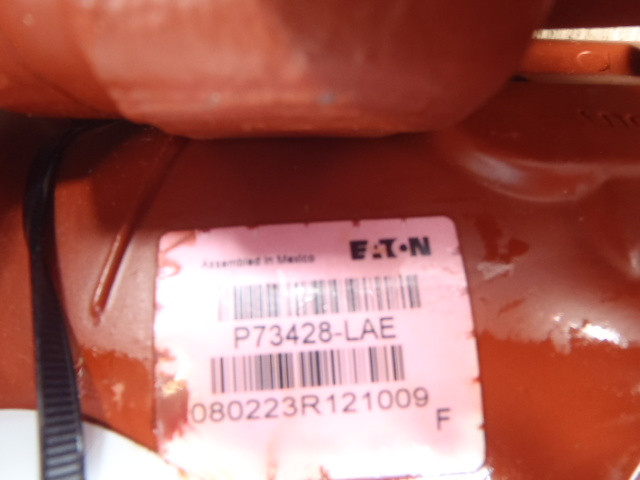 Assembled in Mexico
EATON
P73428-LAE
080223R121009
F